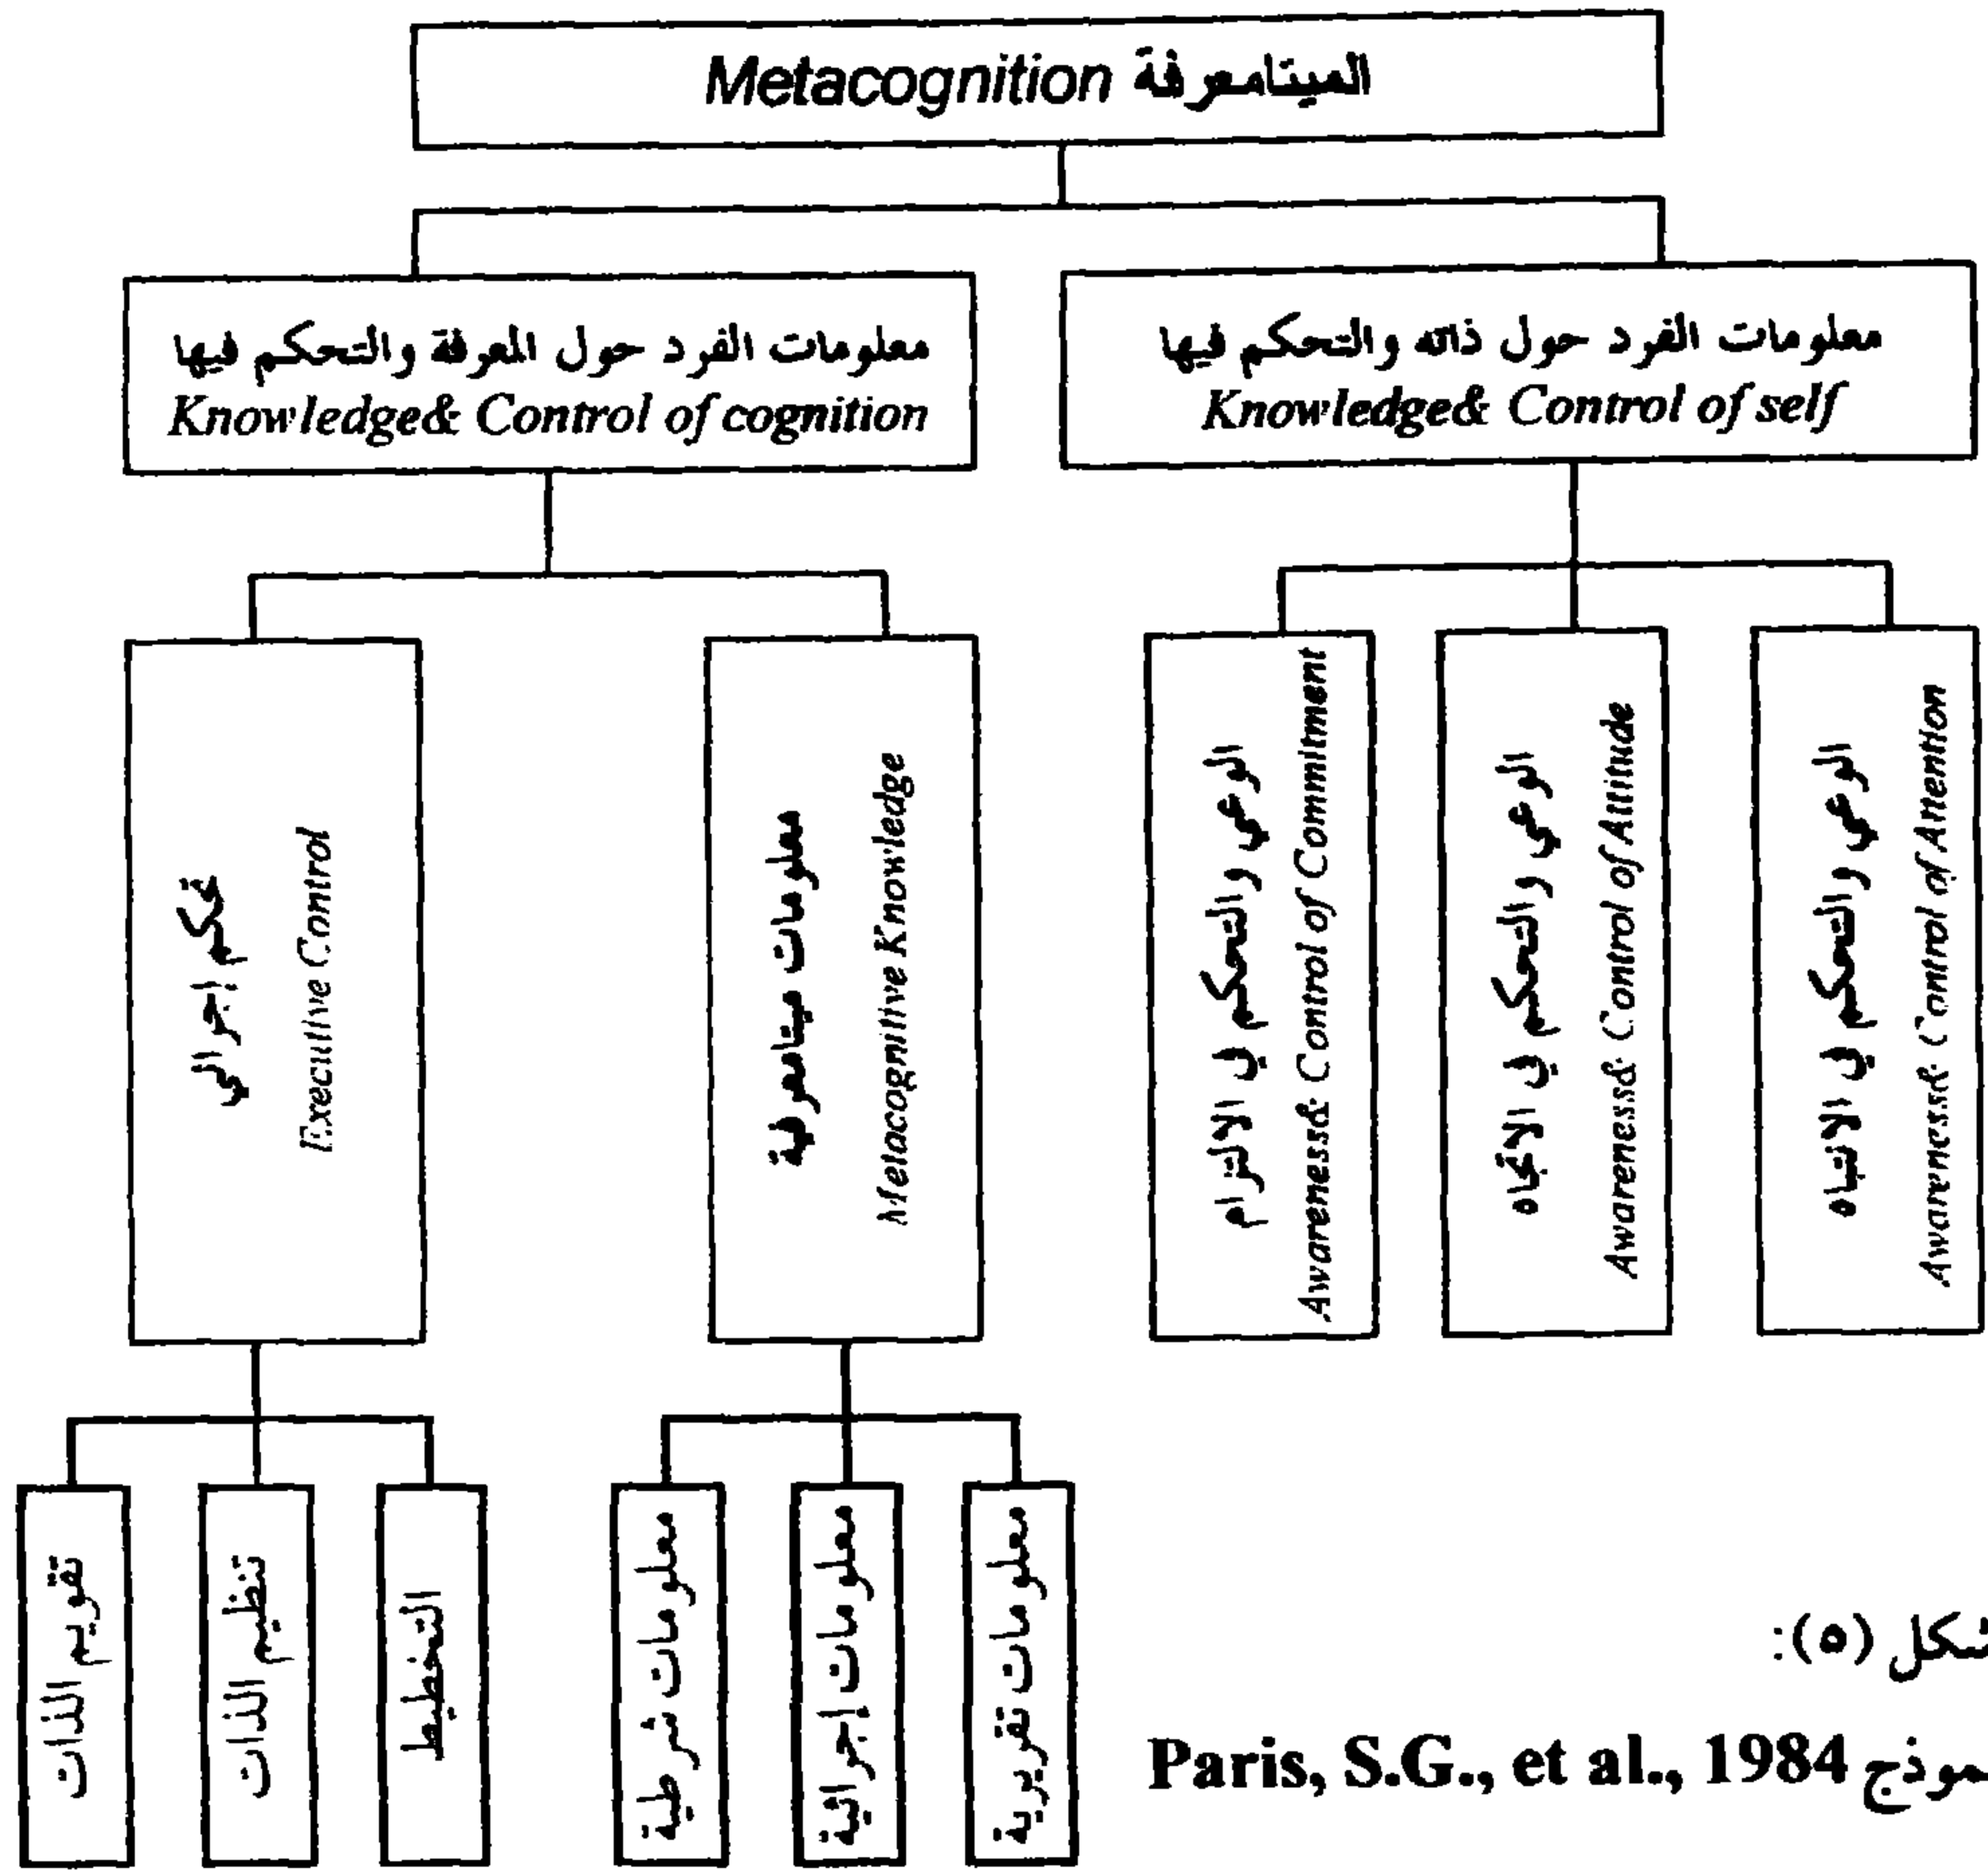 الميتامعرفة Metacognition
معلومات الفرد حول ذاته والتحكم فيها
Knowledge& Control of self
معلومات الفرد حول المعرفة والتحكم فيها
Knowledge& Control of cognition
الوعي والتحكم في الانتباه
Awareness& Control of Attention
الوعي والتحكم في الاتجاه
Awareness& Control of Attitude
الوعي والتحكم في الالتزام
Awareness& Control of Commitment
معلومات ميتامعرفية
Metacognitive Knowledge
تحكم إجرائي
Executive Control
معلومات تقريرية
معلومات إجرائية
معلومات شرطية
التخطيط
تنظيم الذات
تقويم الذات
شكل (٥):
نموذج Paris, S.G., et al., 1984